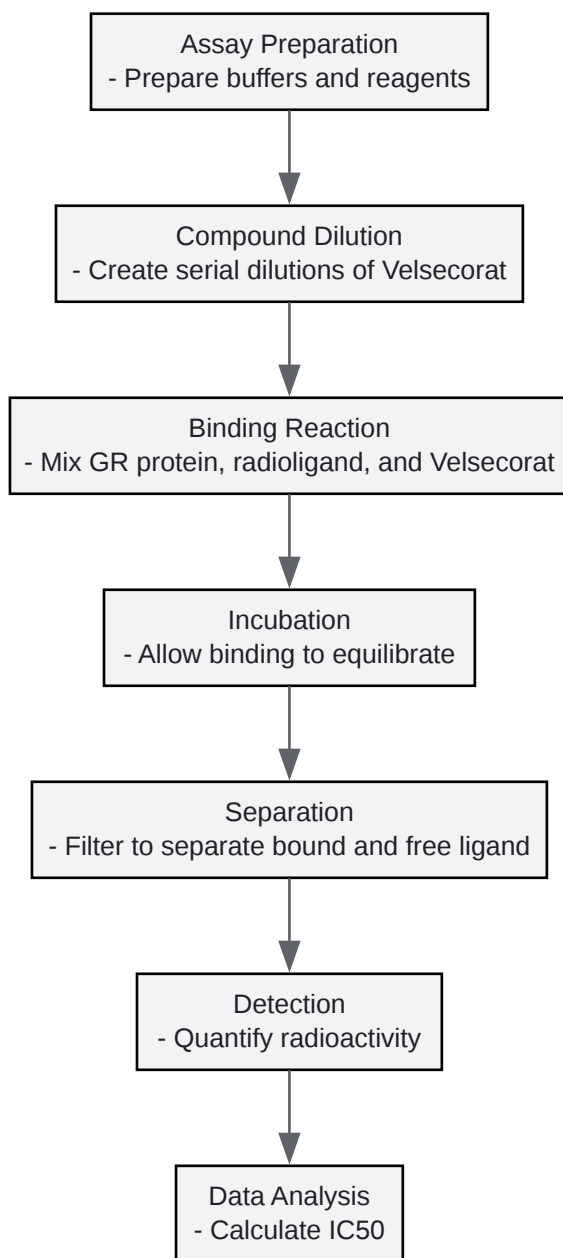 Assay Preparation
- Prepare buffers and reagents
Compound Dilution
- Create serial dilutions of Velsecorat
Binding Reaction
- Mix GR protein, radioligand, and Velsecorat
Incubation
- Allow binding to equilibrate
Separation
- Filter to separate bound and free ligand
Detection
- Quantify radioactivity
Data Analysis
- Calculate IC50